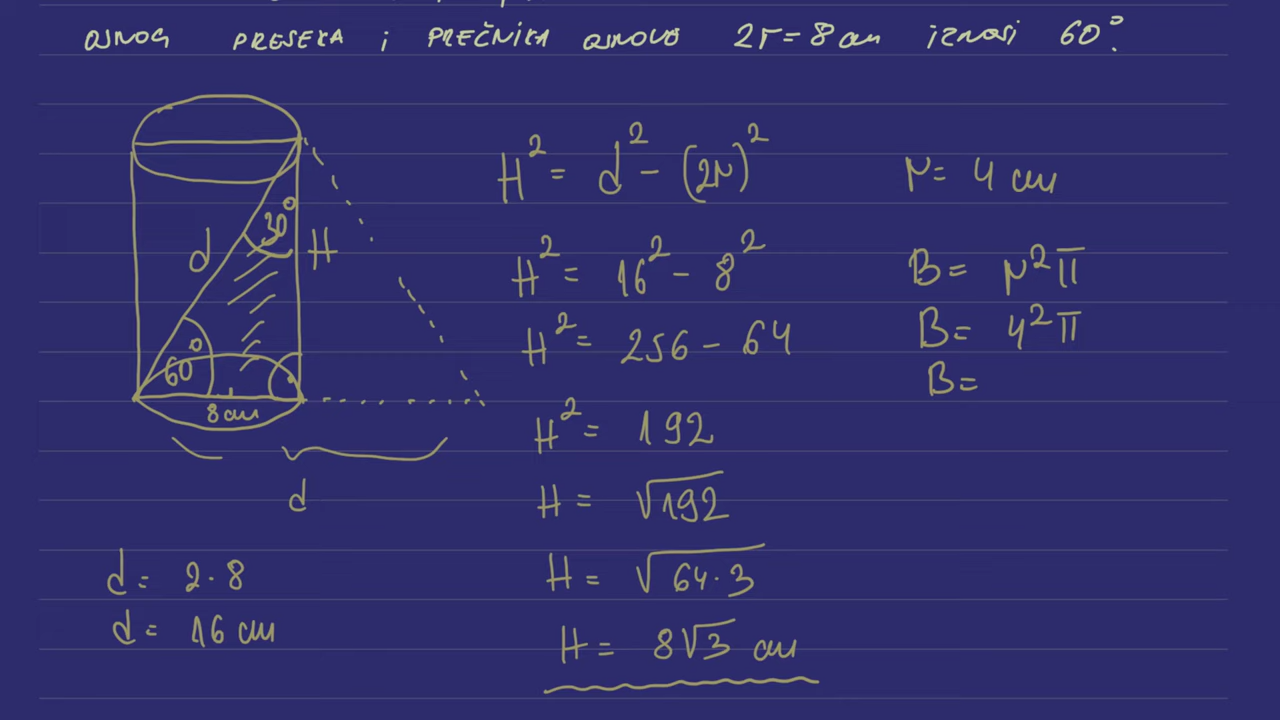 OSNOG PRESEKA i PREČNIKA OSNOVE 2r = 8 cm iznosi 60°?
30°
d
H
60°
8 cm
d
d = 2 · 8
d = 16 cm
H² = d² - (2r)²
H² = 16² - 8²
H² = 256 - 64
H² = 192
H = √192
H = √64·3
H = 8√3 cm
r = 4 cm
B = r²π
B = 4²π
B =